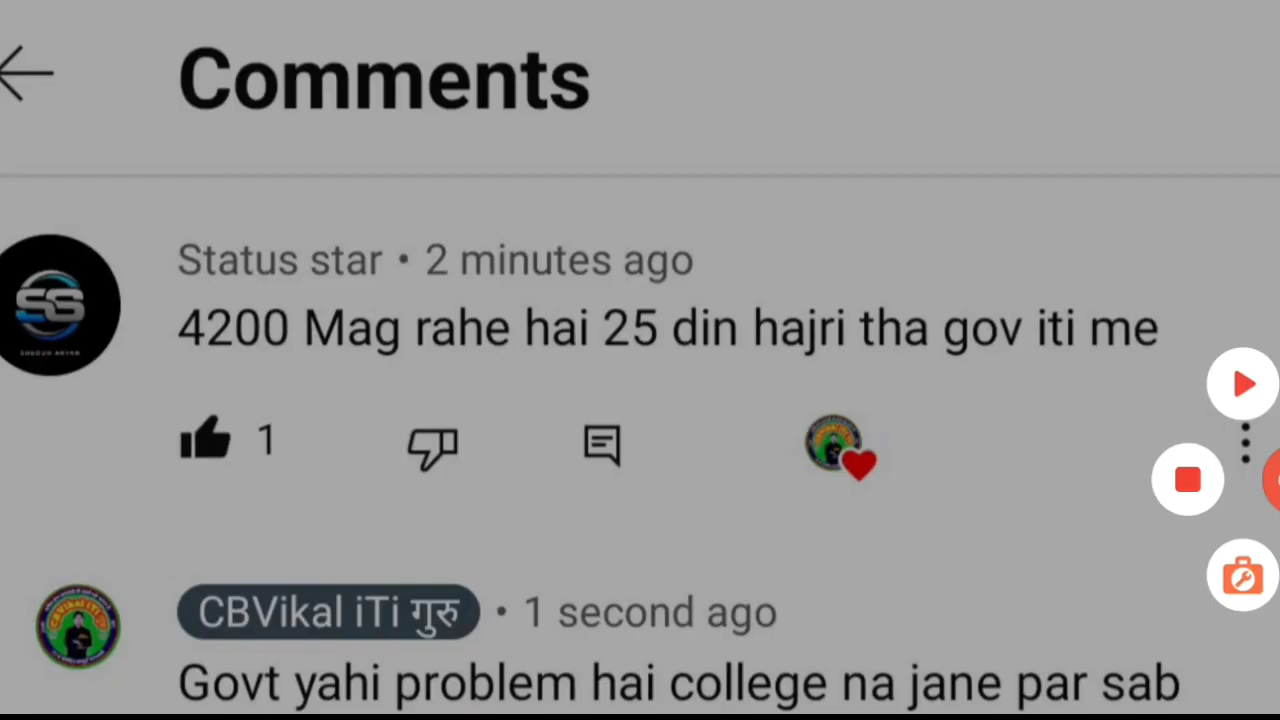 Comments
Status star • 2 minutes ago
4200 Mag rahe hai 25 din hajri tha gov iti me
1
CBVikal iTi गुरु • 1 second ago
Govt yahi problem hai college na jane par sab